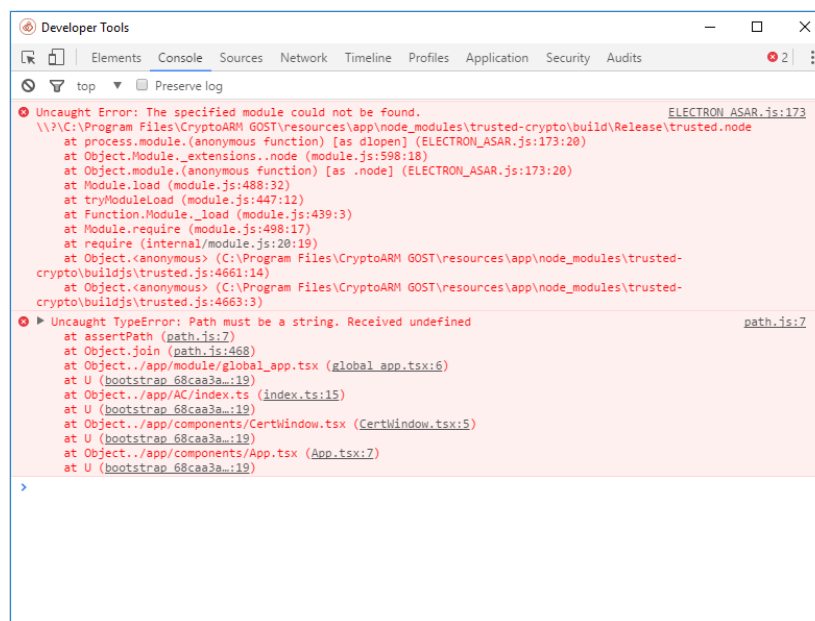 Developer Tools
Elements Console Sources Network Timeline Profiles Application Security Audits 2
top Preserve log
Uncaught Error: The specified module could not be found. ELECTRON_ASAR.js:173
\\?\C:\Program Files\CryptoARM GOST\resources\app\node_modules\trusted-crypto\build\Release\trusted.node
at process.module.(anonymous function) [as dlopen] (ELECTRON_ASAR.js:173:20)
at Object.Module._extensions..node (module.js:598:18)
at Object.module.(anonymous function) [as .node] (ELECTRON_ASAR.js:173:20)
at Module.load (module.js:488:32)
at tryModuleLoad (module.js:447:12)
at Function.Module._load (module.js:439:3)
at Module.require (module.js:498:17)
at require (internal/module.js:20:19)
at Object.<anonymous> (C:\Program Files\CryptoARM GOST\resources\app\node_modules\trusted-
crypto\buildjs\trusted.js:4661:14)
at Object.<anonymous> (C:\Program Files\CryptoARM GOST\resources\app\node_modules\trusted-
crypto\buildjs\trusted.js:4663:3)
Uncaught TypeError: Path must be a string. Received undefined path.js:7
at assertPath (path.js:7)
at Object.join (path.js:468)
at Object../app/module/global_app.tsx (global_app.tsx:6)
at U (bootstrap 68caa3a…:19)
at Object../app/AC/index.ts (index.ts:15)
at U (bootstrap 68caa3a…:19)
at Object../app/components/CertWindow.tsx (CertWindow.tsx:5)
at U (bootstrap 68caa3a…:19)
at Object../app/components/App.tsx (App.tsx:7)
at U (bootstrap 68caa3a…:19)